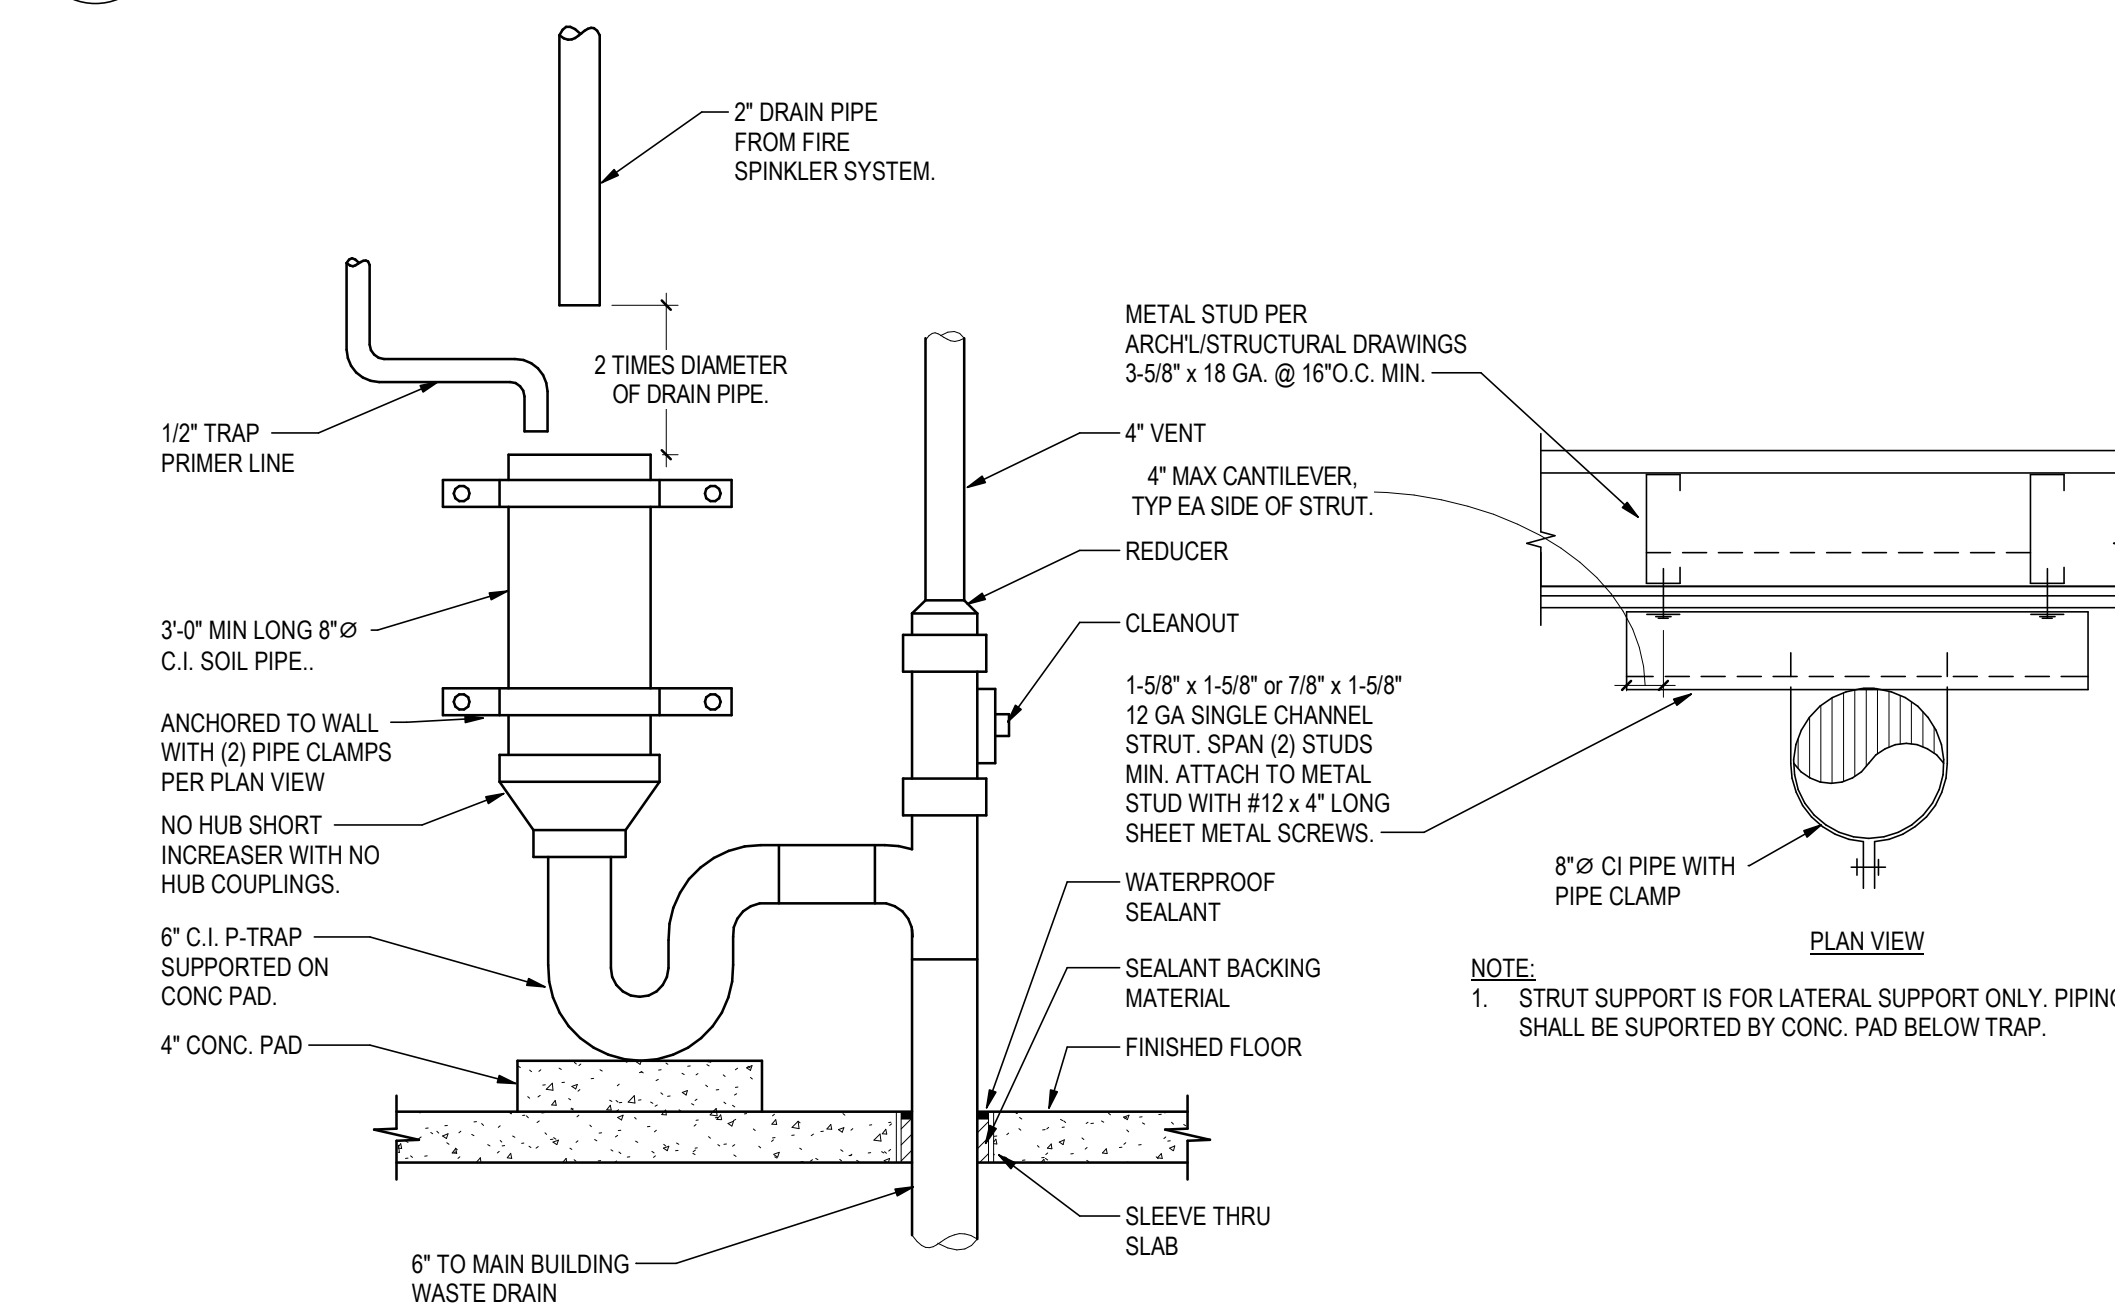 2" DRAIN PIPE
FROM FIRE
SPINKLER SYSTEM.
2 TIMES DIAMETER
OF DRAIN PIPE.
1/2" TRAP
PRIMER LINE
3'-0" MIN LONG 8"Ø
C.I. SOIL PIPE..
ANCHORED TO WALL
WITH (2) PIPE CLAMPS
PER PLAN VIEW
NO HUB SHORT
INCREASER WITH NO
HUB COUPLINGS.
6" C.I. P-TRAP
SUPPORTED ON
CONC PAD.
4" CONC. PAD
6" TO MAIN BUILDING
WASTE DRAIN
METAL STUD PER
ARCH'L/STRUCTURAL DRAWINGS
3-5/8" x 18 GA. @ 16"O.C. MIN.
4" VENT
4" MAX CANTILEVER,
TYP EA SIDE OF STRUT.
REDUCER
CLEANOUT
1-5/8" x 1-5/8" or 7/8" x 1-5/8"
12 GA SINGLE CHANNEL
STRUT. SPAN (2) STUDS
MIN. ATTACH TO METAL
STUD WITH #12 x 4" LONG
SHEET METAL SCREWS.
WATERPROOF
SEALANT
SEALANT BACKING
MATERIAL
FINISHED FLOOR
SLEEVE THRU
SLAB
8"Ø CI PIPE WITH
PIPE CLAMP
PLAN VIEW
NOTE:
1. STRUT SUPPORT IS FOR LATERAL SUPPORT ONLY. PIPING
SHALL BE SUPORTED BY CONC. PAD BELOW TRAP.